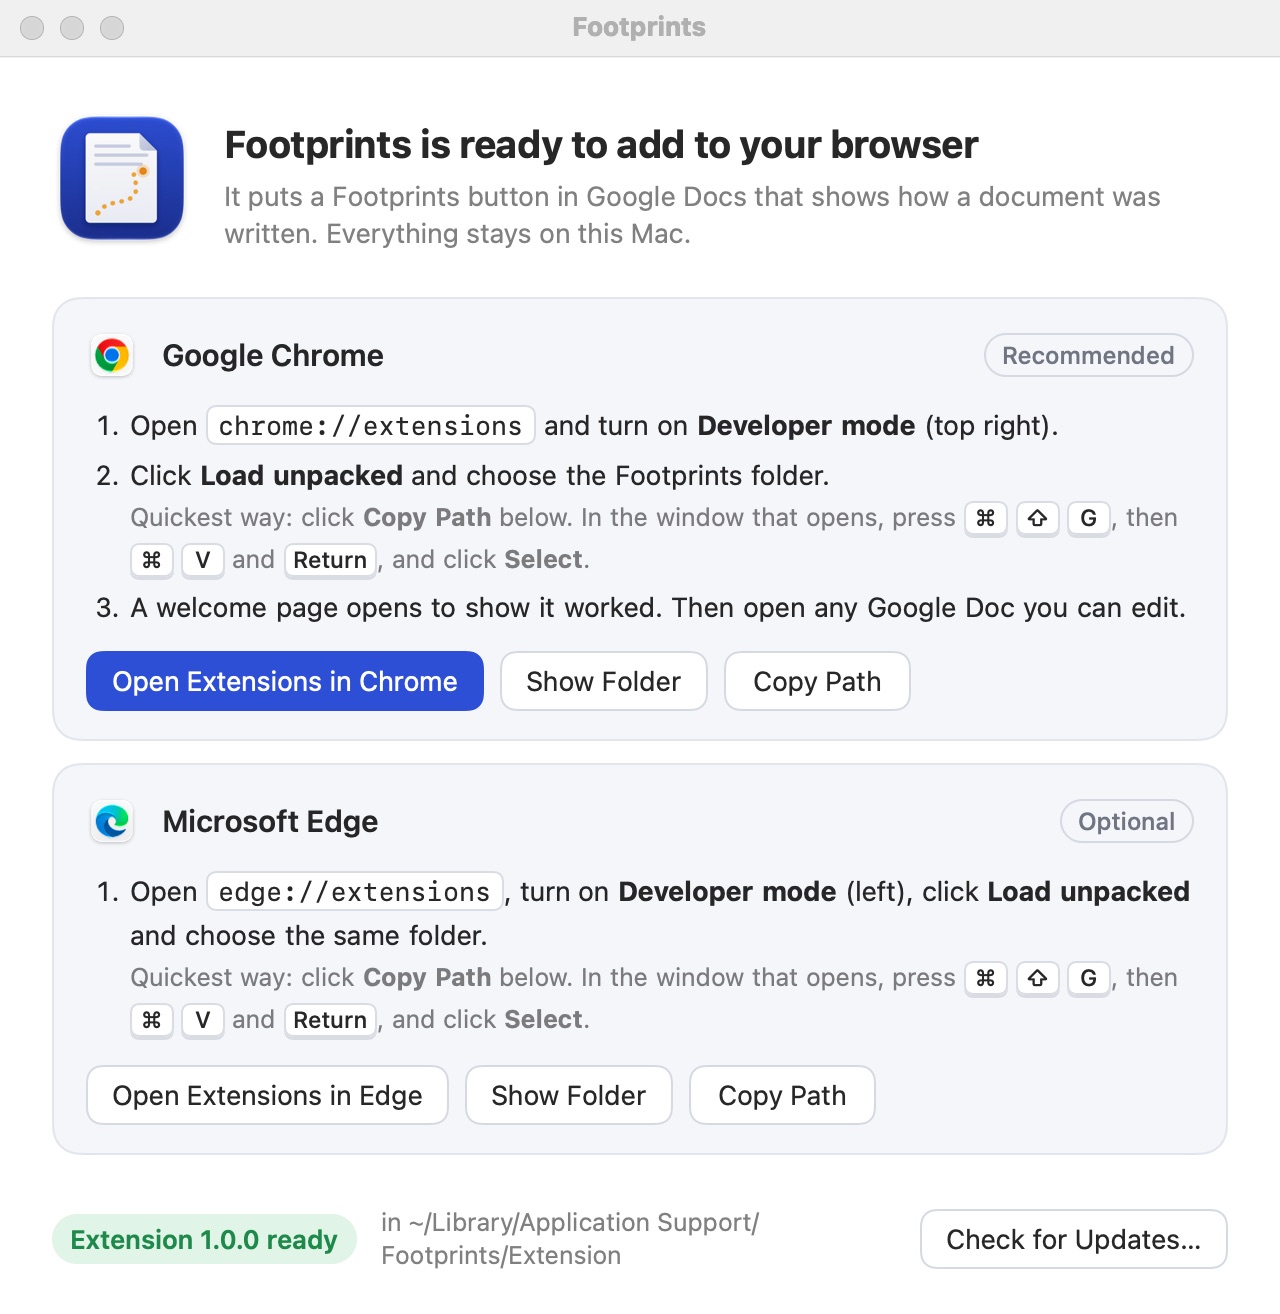 Footprints
Footprints is ready to add to your browser
It puts a Footprints button in Google Docs that shows how a document was
written. Everything stays on this Mac.
Google Chrome
Recommended
1. Open chrome://extensions and turn on Developer mode (top right).
2. Click Load unpacked and choose the Footprints folder.
Quickest way: click Copy Path below. In the window that opens, press ⌘ ⇧ G, then
⌘ V and Return, and click Select.
3. A welcome page opens to show it worked. Then open any Google Doc you can edit.
Open Extensions in Chrome
Show Folder
Copy Path
Microsoft Edge
Optional
1. Open edge://extensions, turn on Developer mode (left), click Load unpacked
and choose the same folder.
Quickest way: click Copy Path below. In the window that opens, press ⌘ ⇧ G, then
⌘ V and Return, and click Select.
Open Extensions in Edge
Show Folder
Copy Path
Extension 1.0.0 ready
in ~/Library/Application Support/
Footprints/Extension
Check for Updates...